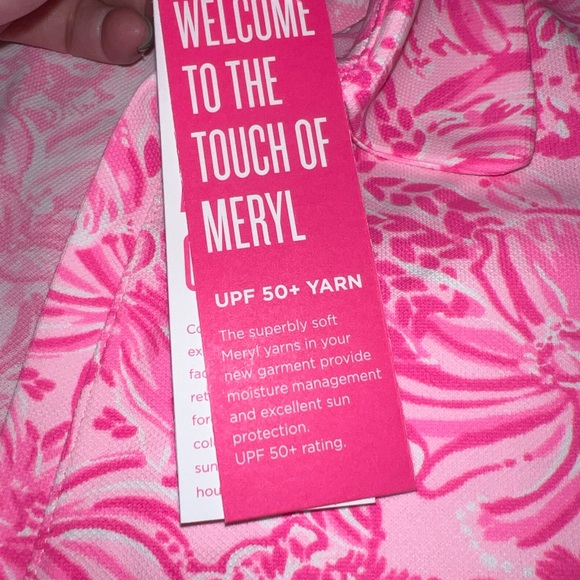 WELCOME
TO THE
TOUCH OF
MERYL
UPF 50+ YARN
The superbly soft
Meryl yarns in your
new garment provide
moisture management
and excellent sun
protection.
UPF 50+ rating.